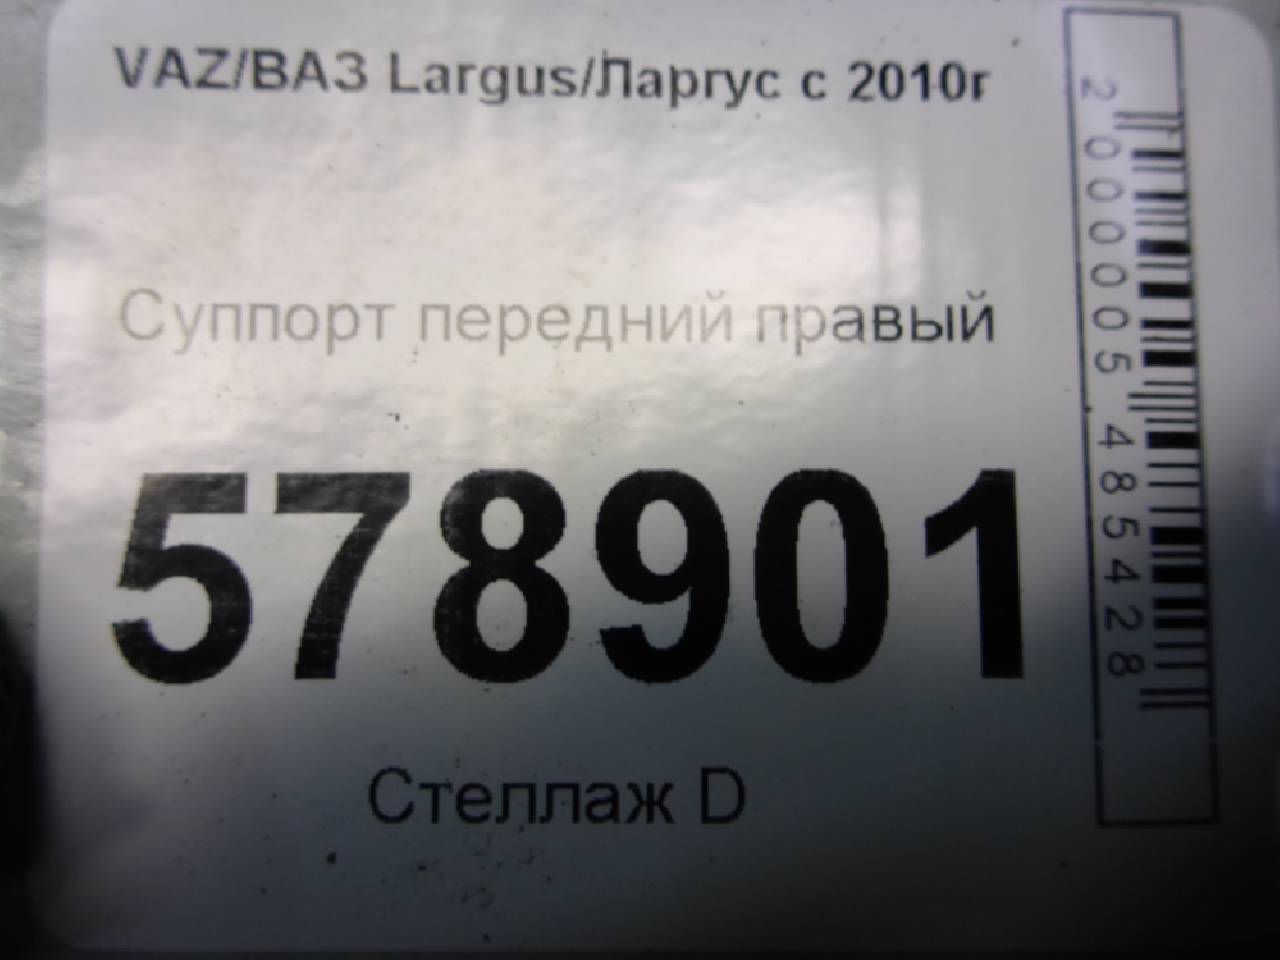 VAZ/ВАЗ Largus/Ларгус с 2010г
Суппорт передний правый
578901
Стеллаж D
2000005485428